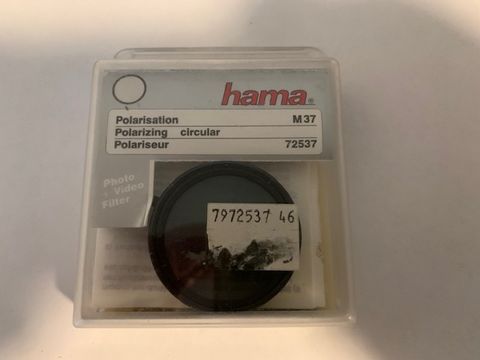 hama®
Polarisation M 37
Polarizing circular
Polariseur 72537
Photo
+ Video
Filter
7972537 46